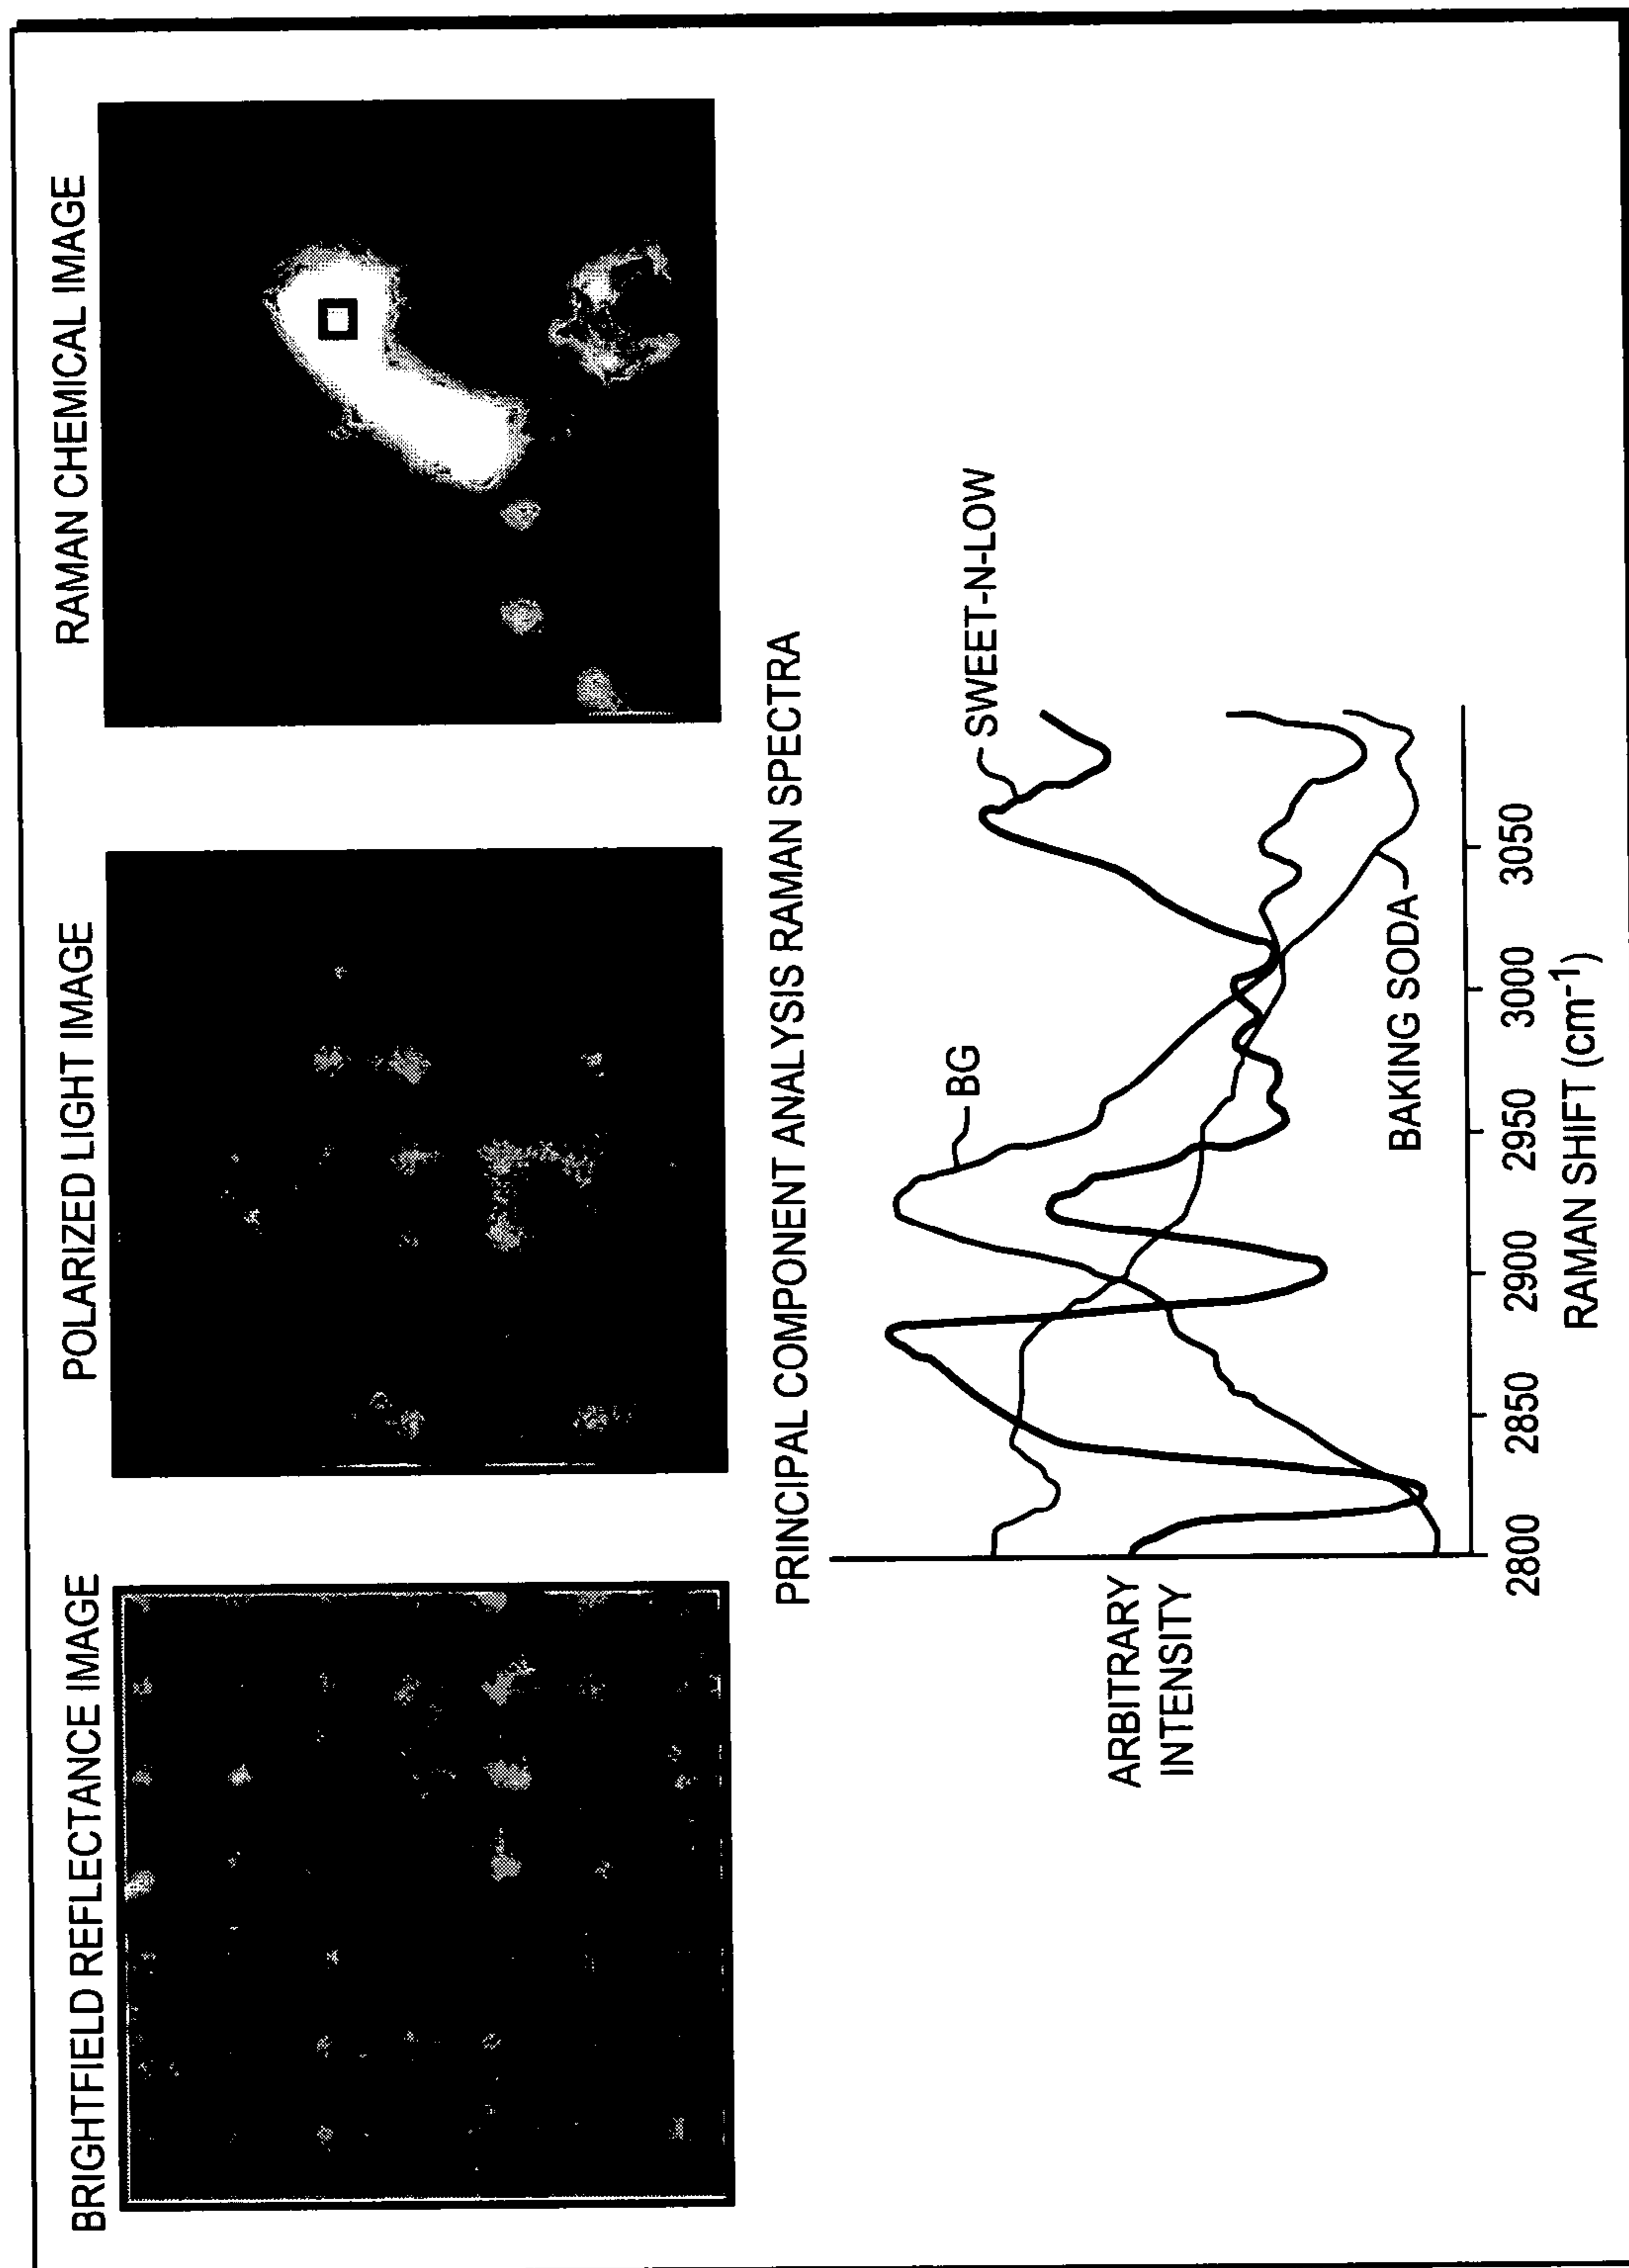 BRIGHTFIELD REFLECTANCE IMAGE
POLARIZED LIGHT IMAGE
RAMAN CHEMICAL IMAGE
PRINCIPAL COMPONENT ANALYSIS RAMAN SPECTRA
SWEET-N-LOW
BG
ARBITRARY
INTENSITY
BAKING SODA
2800 2850 2900 2950 3000 3050
RAMAN SHIFT (cm-1)